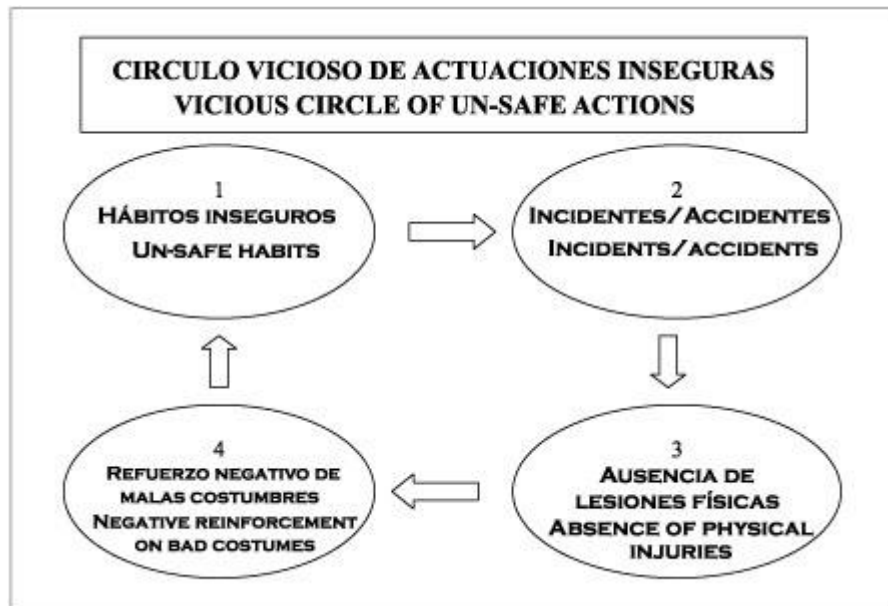 CIRCULO VICIOSO DE ACTUACIONES INSEGURAS
VICIOUS CIRCLE OF UN-SAFE ACTIONS
1
HÁBITOS INSEGUROS
UN-SAFE HABITS
2
INCIDENTES/ACCIDENTES
INCIDENTS/ACCIDENTS
3
AUSENCIA DE
LESIONES FÍSICAS
ABSENCE OF PHYSICAL
INJURIES
4
REFUERZO NEGATIVO DE
MALAS COSTUMBRES
NEGATIVE REINFORCEMENT
ON BAD COSTUMES